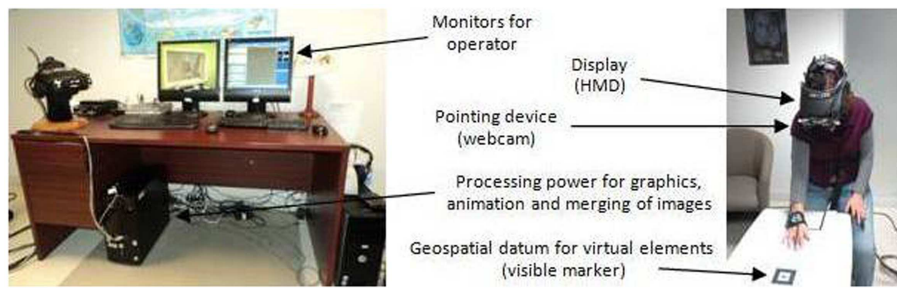 Monitors for
operator
Display
(HMD)
Pointing device
(webcam)
Processing power for graphics,
animation and merging of images
Geospatial datum for virtual elements
(visible marker)